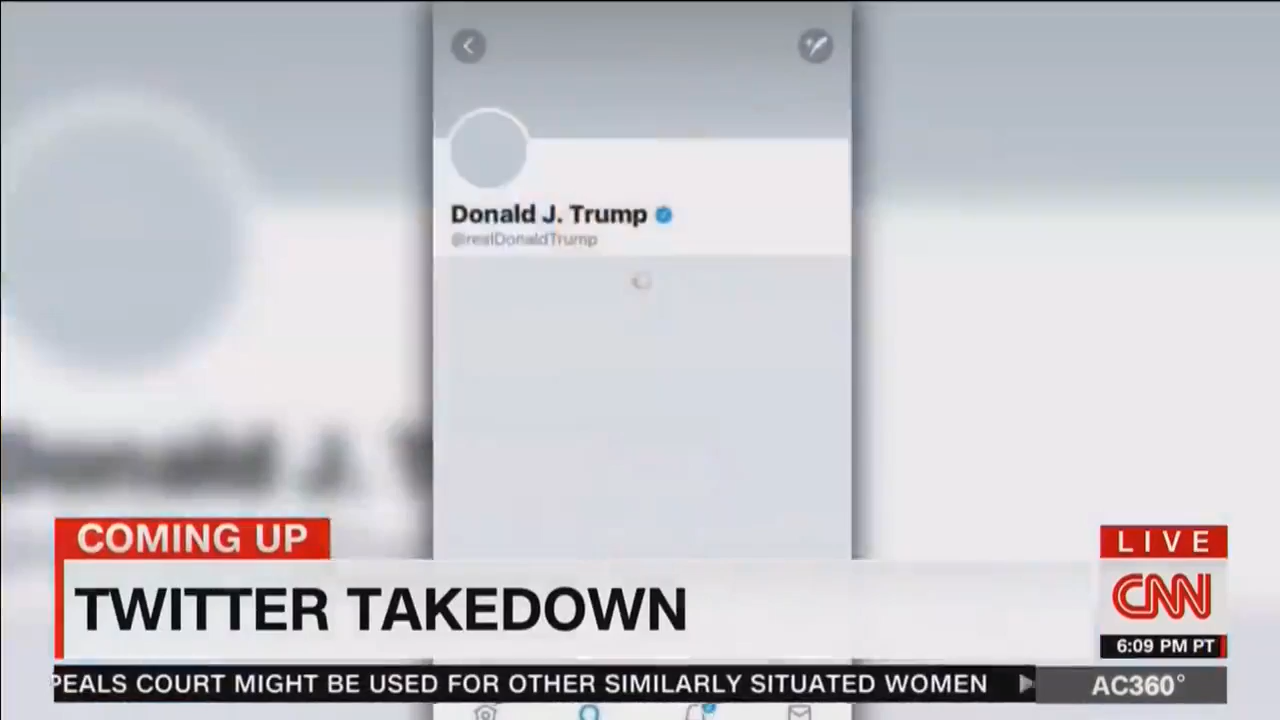 Donald J. Trump
@realDonaldTrump
Donald J.
COMING UP
TWITTER TAKEDOWN
LIVE
CNN
6:09 PM PT
PEALS COURT MIGHT BE USED FOR OTHER SIMILARLY SITUATED WOMEN
AC360°